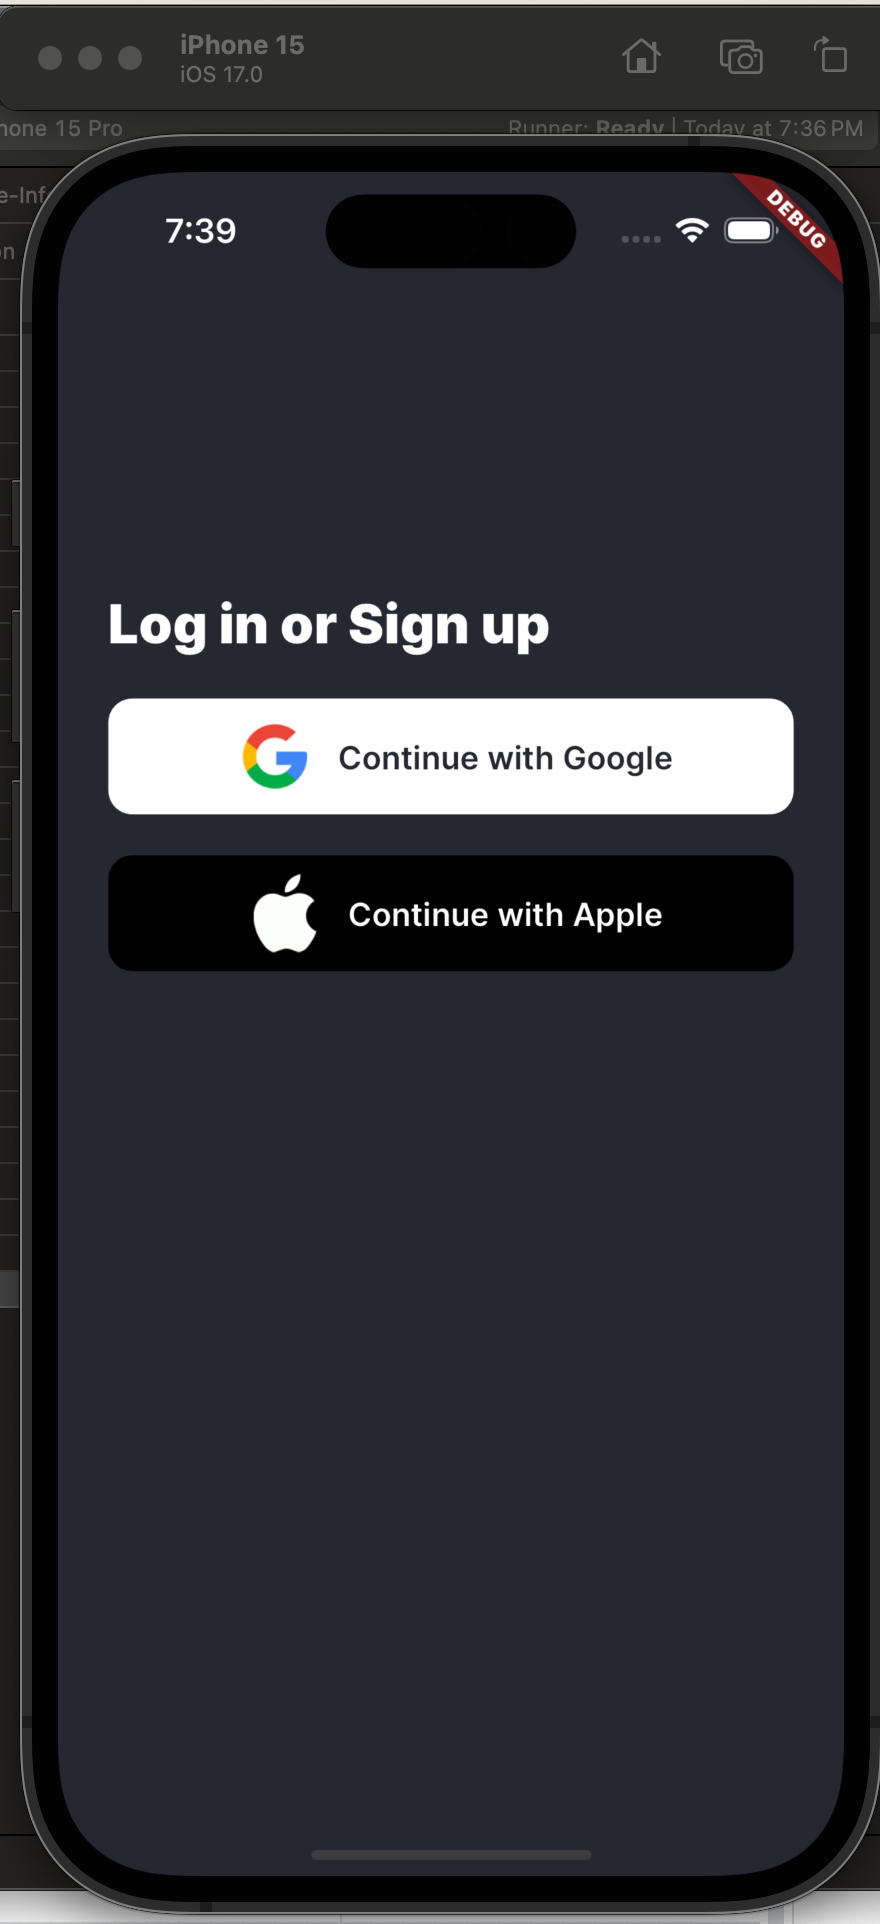 iPhone 15
iOS 17.0
hone 15 Pro
Runner: Ready | Today at 7:36 PM
e-Inf
on
7:39
DEBUG
Log in or Sign up
Continue with Google
Continue with Apple